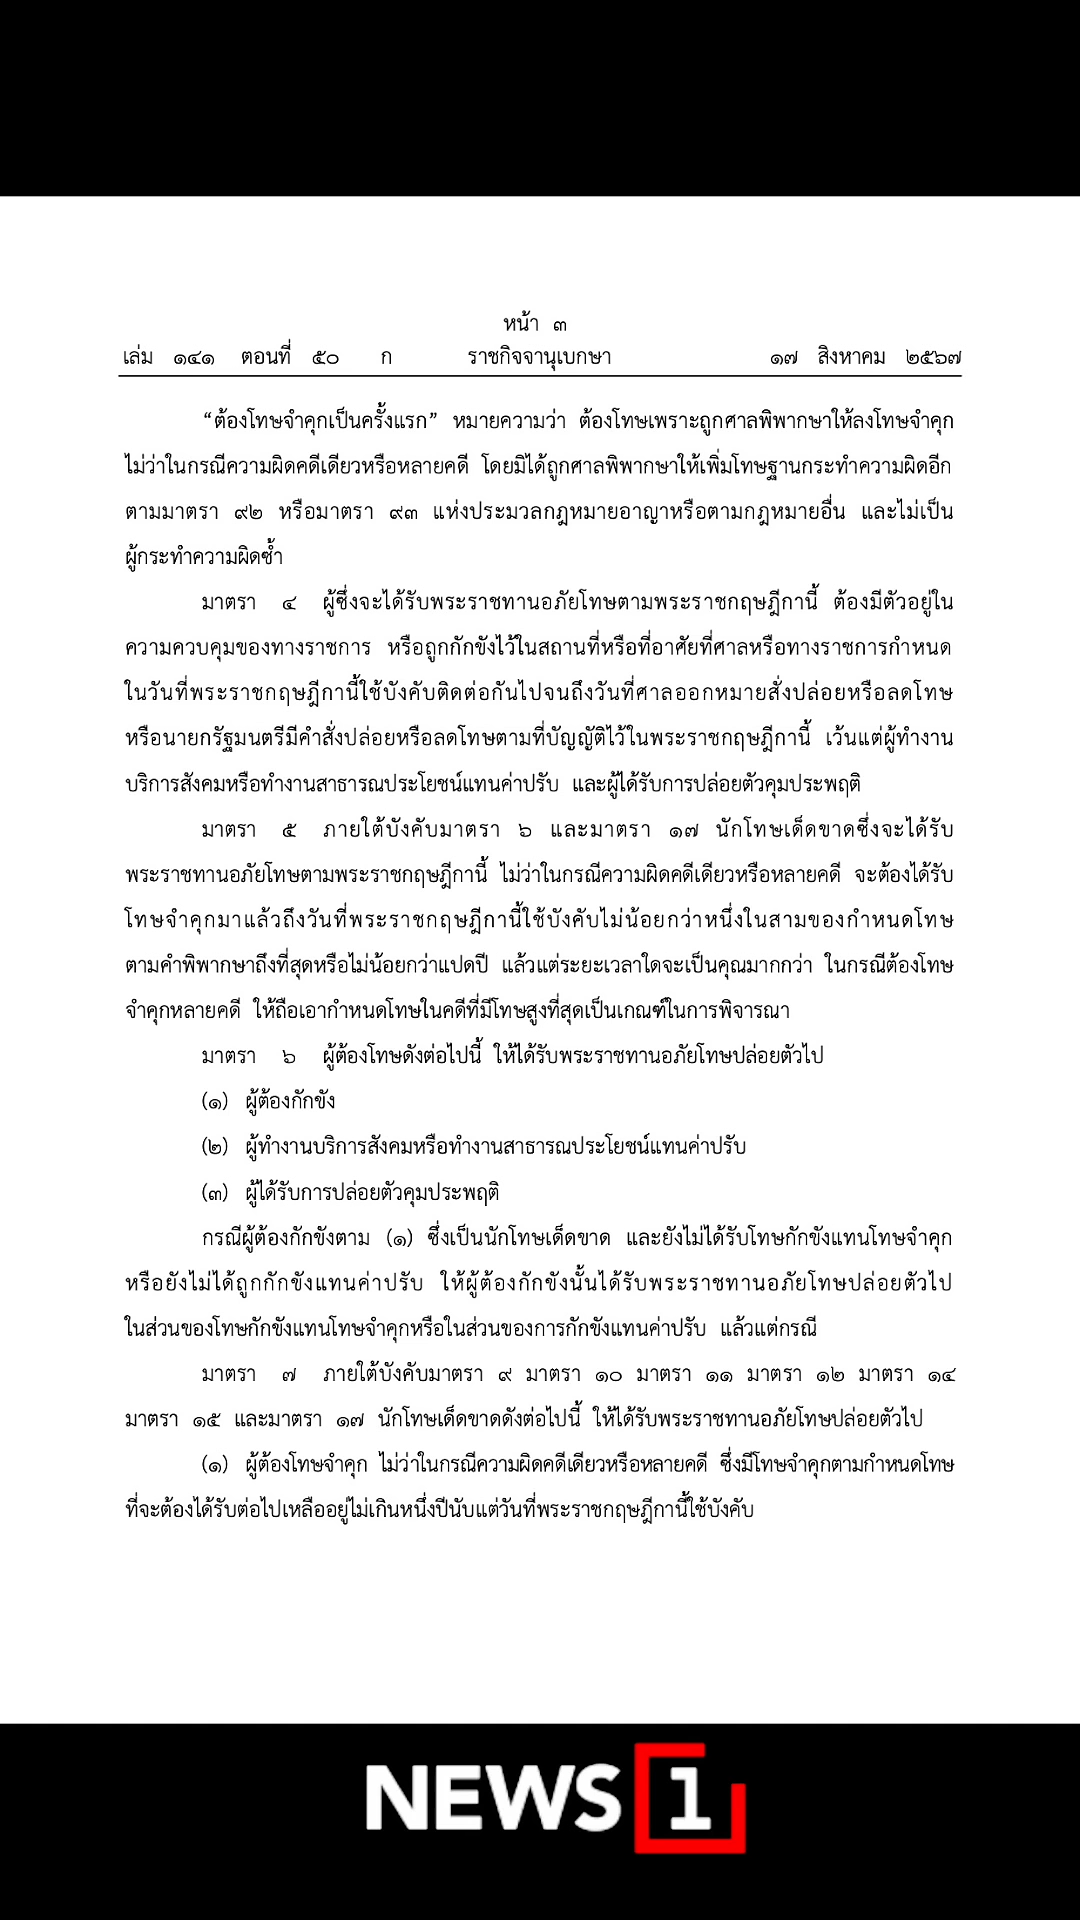 หน้า ๓
เล่ม ๑๔๑ ตอนที่ ๕๐ ก ราชกิจจานุเบกษา ๑๗ สิงหาคม ๒๕๖๗
“ต้องโทษจำคุกเป็นครั้งแรก” หมายความว่า ต้องโทษเพราะถูกศาลพิพากษาให้ลงโทษจำคุก
ไม่ว่าในกรณีความผิดคดีเดียวหรือหลายคดี โดยมิได้ถูกศาลพิพากษาให้เพิ่มโทษฐานกระทำความผิดอีก
ตามมาตรา ๙๒ หรือมาตรา ๙๓ แห่งประมวลกฎหมายอาญาหรือตามกฎหมายอื่น และไม่เป็น
ผู้กระทำความผิดซ้ำ
มาตรา ๔ ผู้ซึ่งจะได้รับพระราชทานอภัยโทษตามพระราชกฤษฎีกานี้ ต้องมีตัวอยู่ใน
ความควบคุมของทางราชการ หรือถูกกักขังไว้ในสถานที่หรือที่อาศัยที่ศาลหรือทางราชการกำหนด
ในวันที่พระราชกฤษฎีกานี้ใช้บังคับติดต่อกันไปจนถึงวันที่ศาลออกหมายสั่งปล่อยหรือลดโทษ
หรือนายกรัฐมนตรีมีคำสั่งปล่อยหรือลดโทษตามที่บัญญัติไว้ในพระราชกฤษฎีกานี้ เว้นแต่ผู้ทำงาน
บริการสังคมหรือทำงานสาธารณประโยชน์แทนค่าปรับ และผู้ได้รับการปล่อยตัวคุมประพฤติ
มาตรา ๕ ภายใต้บังคับมาตรา ๖ และมาตรา ๑๗ นักโทษเด็ดขาดซึ่งจะได้รับ
พระราชทานอภัยโทษตามพระราชกฤษฎีกานี้ ไม่ว่าในกรณีความผิดคดีเดียวหรือหลายคดี จะต้องได้รับ
โทษจำคุกมาแล้วถึงวันที่พระราชกฤษฎีกานี้ใช้บังคับไม่น้อยกว่าหนึ่งในสามของกำหนดโทษ
ตามคำพิพากษาถึงที่สุดหรือไม่น้อยกว่าแปดปี แล้วแต่ระยะเวลาใดจะเป็นคุณมากกว่า ในกรณีต้องโทษ
จำคุกหลายคดี ให้ถือเอากำหนดโทษในคดีที่มีโทษสูงที่สุดเป็นเกณฑ์ในการพิจารณา
มาตรา ๖ ผู้ต้องโทษดังต่อไปนี้ ให้ได้รับพระราชทานอภัยโทษปล่อยตัวไป
(๑) ผู้ต้องกักขัง
(๒) ผู้ทำงานบริการสังคมหรือทำงานสาธารณประโยชน์แทนค่าปรับ
(๓) ผู้ได้รับการปล่อยตัวคุมประพฤติ
กรณีผู้ต้องกักขังตาม (๑) ซึ่งเป็นนักโทษเด็ดขาด และยังไม่ได้รับโทษกักขังแทนโทษจำคุก
หรือยังไม่ได้ถูกกักขังแทนค่าปรับ ให้ผู้ต้องกักขังนั้นได้รับพระราชทานอภัยโทษปล่อยตัวไป
ในส่วนของโทษกักขังแทนโทษจำคุกหรือในส่วนของการกักขังแทนค่าปรับ แล้วแต่กรณี
มาตรา ๗ ภายใต้บังคับมาตรา ๙ มาตรา ๑๐ มาตรา ๑๑ มาตรา ๑๒ มาตรา ๑๔
มาตรา ๑๕ และมาตรา ๑๗ นักโทษเด็ดขาดดังต่อไปนี้ ให้ได้รับพระราชทานอภัยโทษปล่อยตัวไป
(๑) ผู้ต้องโทษจำคุก ไม่ว่าในกรณีความผิดคดีเดียวหรือหลายคดี ซึ่งมีโทษจำคุกตามกำหนดโทษ
ที่จะต้องได้รับต่อไปเหลืออยู่ไม่เกินหนึ่งปีนับแต่วันที่พระราชกฤษฎีกานี้ใช้บังคับ
NEWS 1